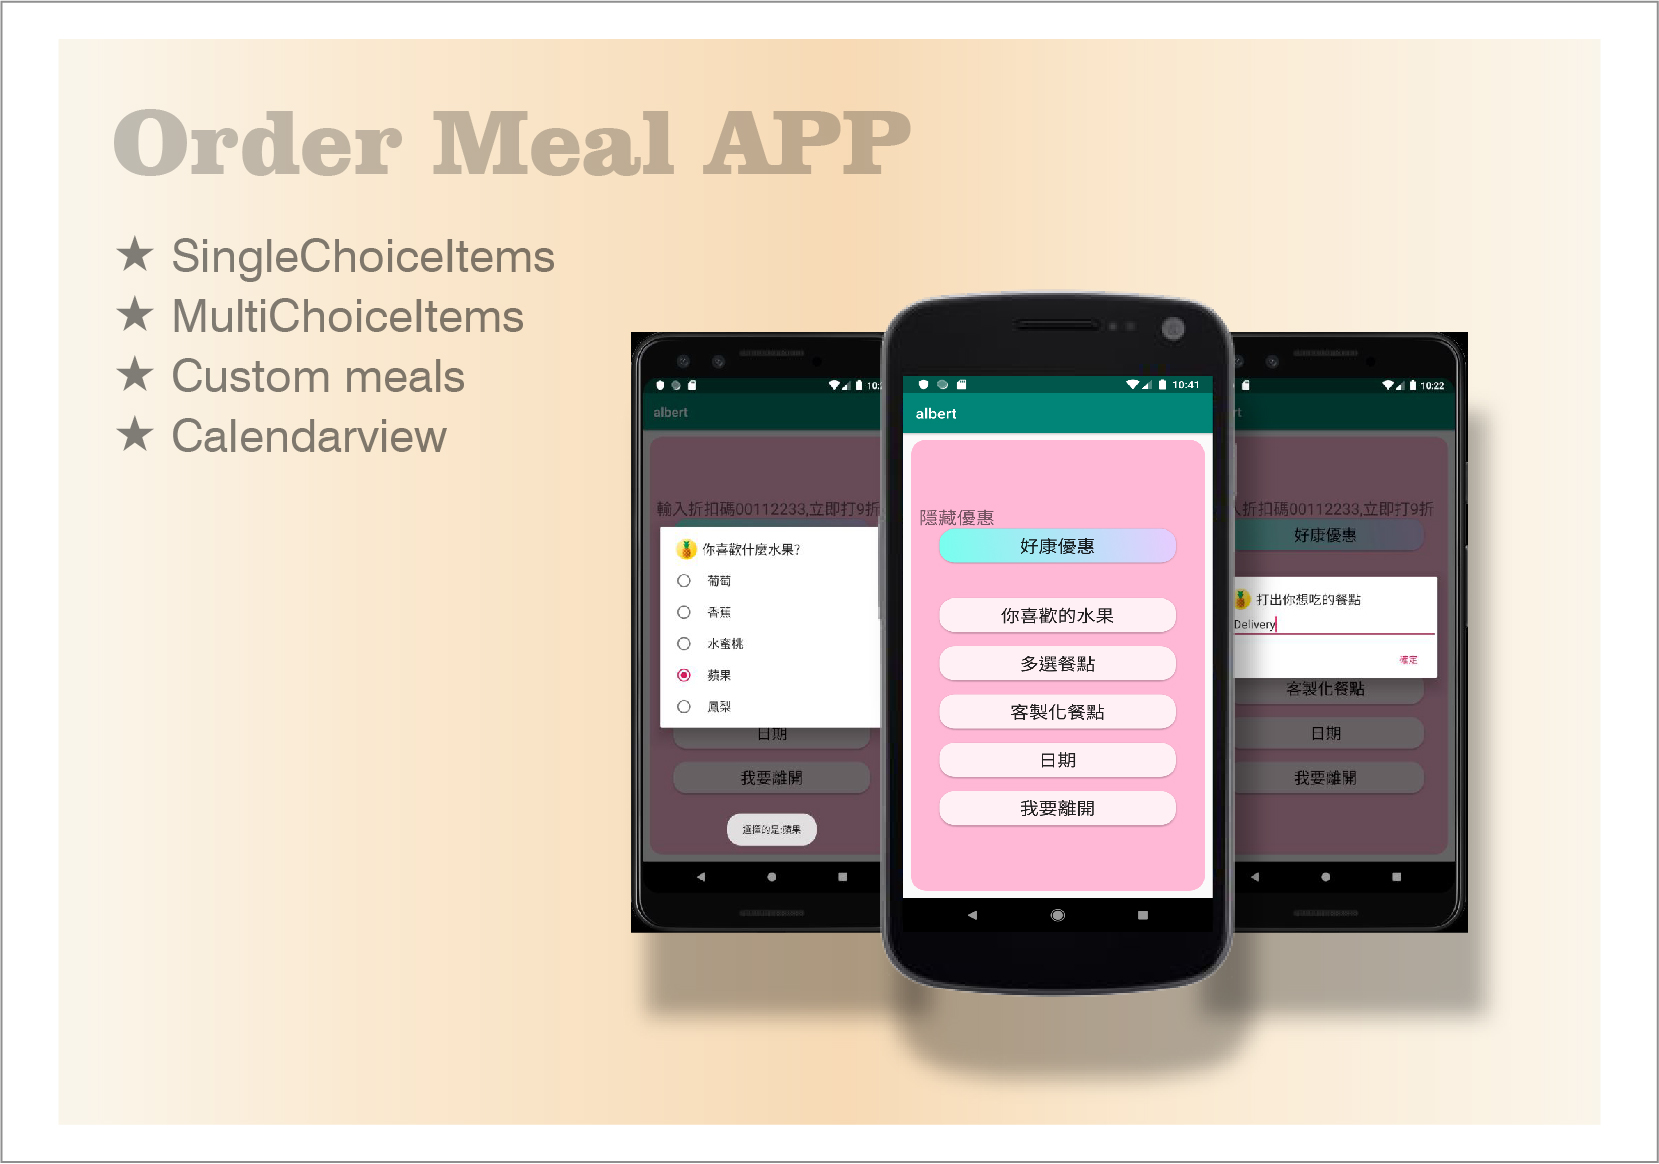 Order Meal APP
★ SingleChoiceItems
★ MultiChoiceItems
★ Custom meals
★ Calendarview
albert
輸入折扣碼00112233,立即打9折
你喜歡什麼水果?
葡萄
香蕉
水蜜桃
蘋果
鳳梨
日期
我要離開
選擇的是:蘋果
10:41
albert
隱藏優惠
好康優惠
你喜歡的水果
多選餐點
客製化餐點
日期
我要離開
10:22
折扣碼00112233,立即打9折
好康優惠
打出你想吃的餐點
Delivery
確定
客製化餐點
日期
我要離開